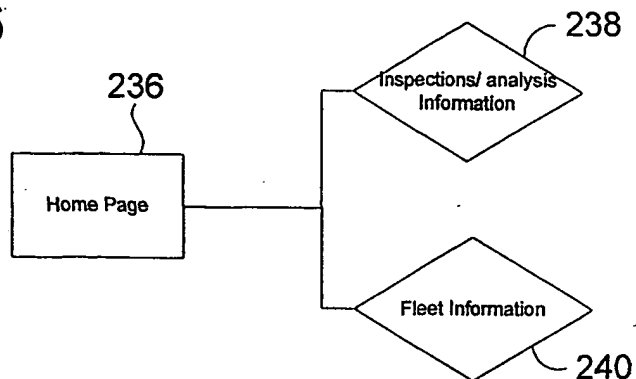 238
Inspections/ analysis
Information
236
Home Page
Fleet Information
240